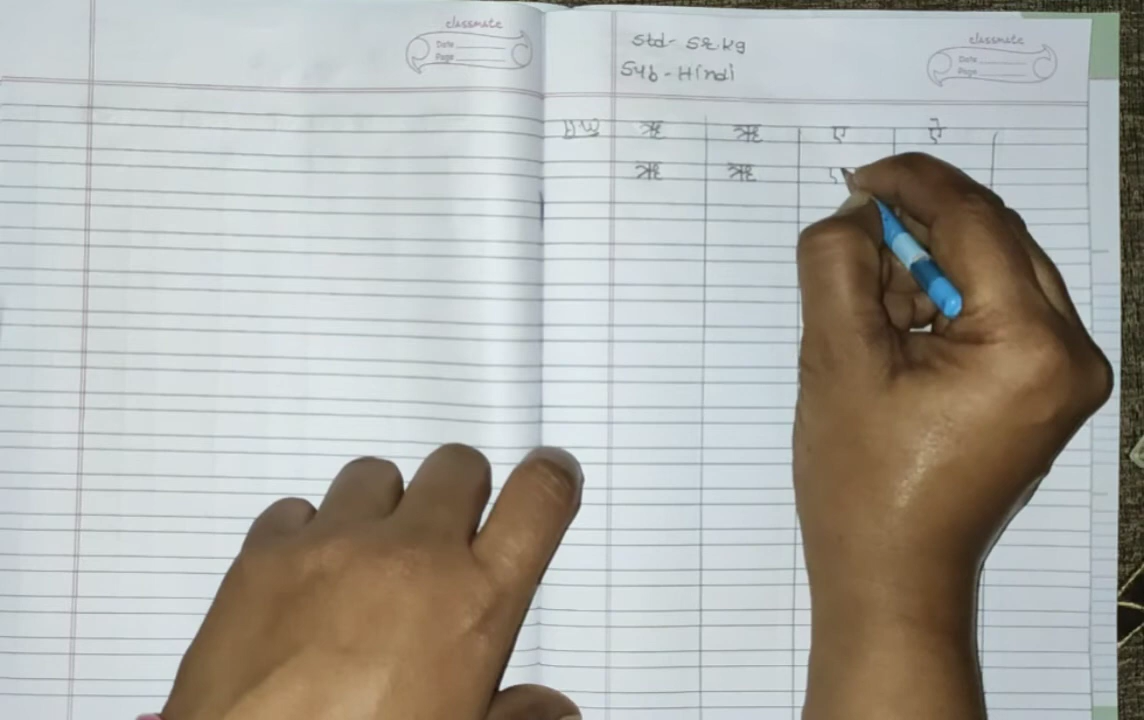 classmate
Date
Page
classmate
Date
Page
Std- Sr.kg
Sub-Hindi
H.W ऋ ऋ ए ऐ
ऋ ऋ